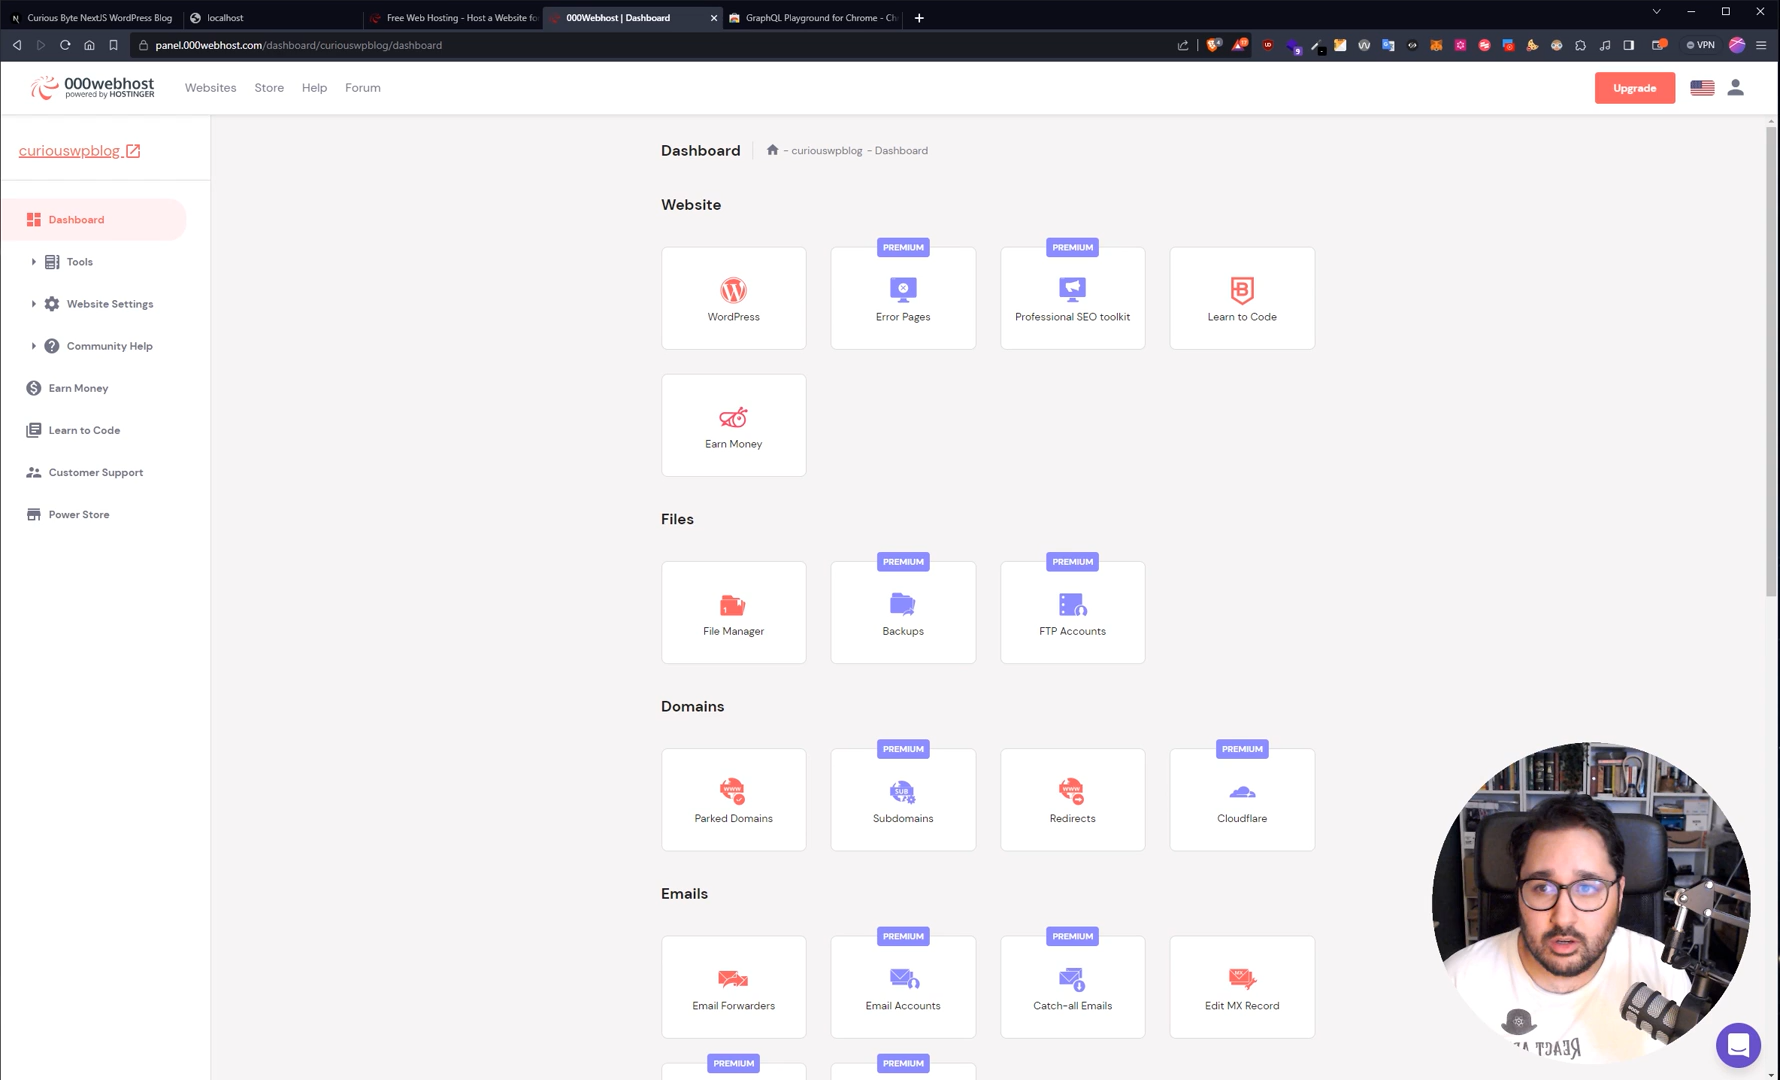 Curious Byte NextJS WordPress Blog
localhost
Free Web Hosting - Host a Website fo
000Webhost | Dashboard
GraphQL Playground for Chrome - Ch
panel.000webhost.com/dashboard/curiouswpblog/dashboard
VPN
000webhost
powered by HOSTINGER
Websites
Store
Help
Forum
Upgrade
curiouswpblog
Dashboard
Tools
Website Settings
Community Help
Earn Money
Learn to Code
Customer Support
Power Store
Dashboard
- curiouswpblog - Dashboard
Website
WordPress
PREMIUM
Error Pages
PREMIUM
Professional SEO toolkit
Learn to Code
Earn Money
Files
File Manager
PREMIUM
Backups
PREMIUM
FTP Accounts
Domains
WWW
Parked Domains
PREMIUM
SUB
Subdomains
WWW
Redirects
PREMIUM
Cloudflare
Emails
Email Forwarders
PREMIUM
Email Accounts
PREMIUM
Catch-all Emails
MX
Edit MX Record
PREMIUM
PREMIUM